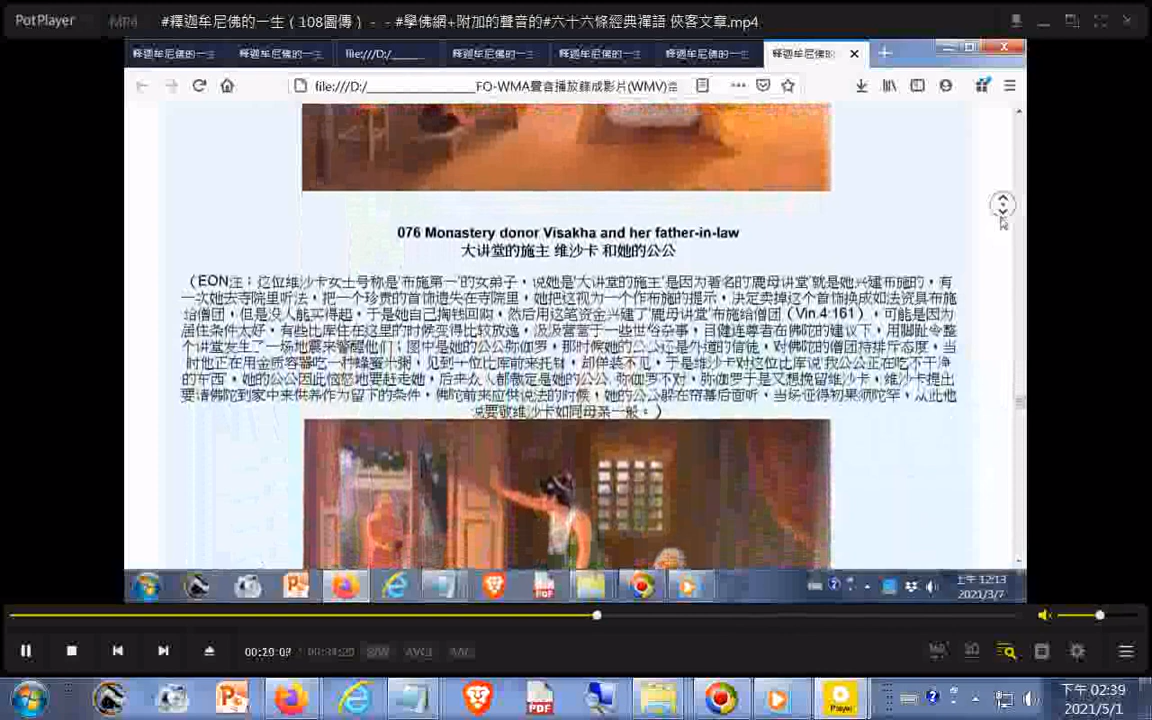 PotPlayer MP4 #釋迦牟尼佛的一生（108圖傳）- - #學佛網+附加的聲音的#六十六條經典禪語 俠客文章.mp4
釋迦牟尼佛的一生 釋迦牟尼佛的一生 file:///D:/ 釋迦牟尼佛的一生 釋迦牟尼佛的一生 釋迦牟尼佛的一生 釋迦牟尼佛的
file:///D:/ FO-WMA聲音播放錄成影片(WMV)
076 Monastery donor Visakha and her father-in-law
大讲堂的施主 维沙卡 和她的公公
（EON注：这位维沙卡女士号称是'布施第一'的女弟子，说她是'大讲堂的施主'是因为著名的'鹿母讲堂'就是她兴建布施的，有
一次她去寺院里听法，把一个珍贵的首饰遗失在寺院里，她把这视为一个作布施的提示，决定卖掉这个首饰换成如法资具布施
给僧团，但是没人能买得起，于是她自己掏钱回购，然后用这笔资金兴建了'鹿母讲堂'布施给僧团（Vin.4:161），可能是因为
居住条件太好，有些比库住在这里的时候变得比较放逸，汲汲营营于一些世俗杂事，目健连尊者在佛陀的建议下，用脚趾令整
个讲堂发生了一场地震来警醒他们；图中是她的公公弥伽罗，那时候她的公公还是外道的信徒，对佛陀的僧团持排斥态度，当
时他正在用金质容器吃一种蜂蜜米粥，见到一位比库前来托钵，却佯装不见，于是维沙卡对这位比库说'我公公正在吃不干净
的东西'，她的公公因此恼怒地要赶走她，后来众人都裁定是她的公公 弥伽罗不对，弥伽罗于是又想挽留维沙卡，维沙卡提出
要请佛陀到家中来供养作为留下的条件，佛陀前来应供说法的时候，她的公公躲在帘幕后面听，当场证得初果须陀洹，从此他
说要敬维沙卡如同母亲一般。）
上午 12:13
2021/3/7
00:29:07
下午 02:39
2021/5/1